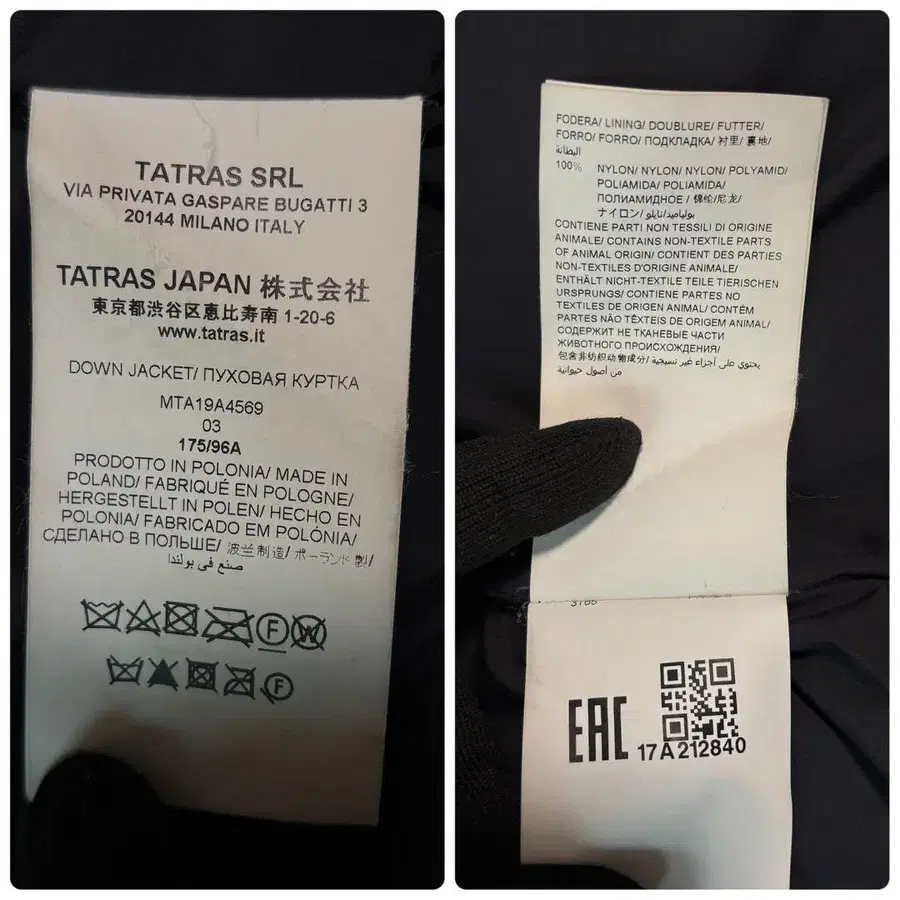 TATRAS SRL
VIA PRIVATA GASPARE BUGATTI 3
20144 MILANO ITALY
TATRAS JAPAN 株式会社
東京都渋谷区恵比寿南 1-20-6
www.tatras.it
DOWN JACKET/ ПУХОВАЯ КУРТКА
MTA19A4569
03
175/96A
PRODOTTO IN POLONIA/ MADE IN
POLAND/ FABRIQUÉ EN POLOGNE/
HERGESTELLT IN POLEN/ HECHO EN
POLONIA/ FABRICADO EM POLÓNIA/
СДЕЛАНО В ПОЛЬШЕ/ 波兰制造/ ポーランド製/
صنع في بولندا
F W
F
FODERA/ LINING/ DOUBLURE/ FUTTER/
FORRO/ FORRO/ ПОДКЛАДКА/ 衬里/ 裏地/
البطانة
100% NYLON/ NYLON/ NYLON/ POLYAMID/
POLIAMIDA/ POLIAMIDA/
ПОЛИАМИДНОЕ / 锦纶/尼龙/
ナイロン/ بولياميد/نايلو
CONTIENE PARTI NON TESSILI DI ORIGINE
ANIMALE/ CONTAINS NON-TEXTILE PARTS
OF ANIMAL ORIGIN/ CONTIENT DES PARTIES
NON-TEXTILES D'ORIGINE ANIMALE/
ENTHÄLT NICHT-TEXTILE TEILE TIERISCHEN
URSPRUNGS/ CONTIENE PARTES NO
TEXTILES DE ORIGEN ANIMAL/ CONTÉM
PARTES NÃO TÊXTEIS DE ORIGEM ANIMAL/
СОДЕРЖИТ НЕ ТКАНЕВЫЕ ЧАСТИ
ЖИВОТНОГО ПРОИСХОЖДЕНИЯ/
包含非纺织动物成分/ يحتوي على أجزاء غير نسيجية
من أصول حيوانية
EAC
17A212840